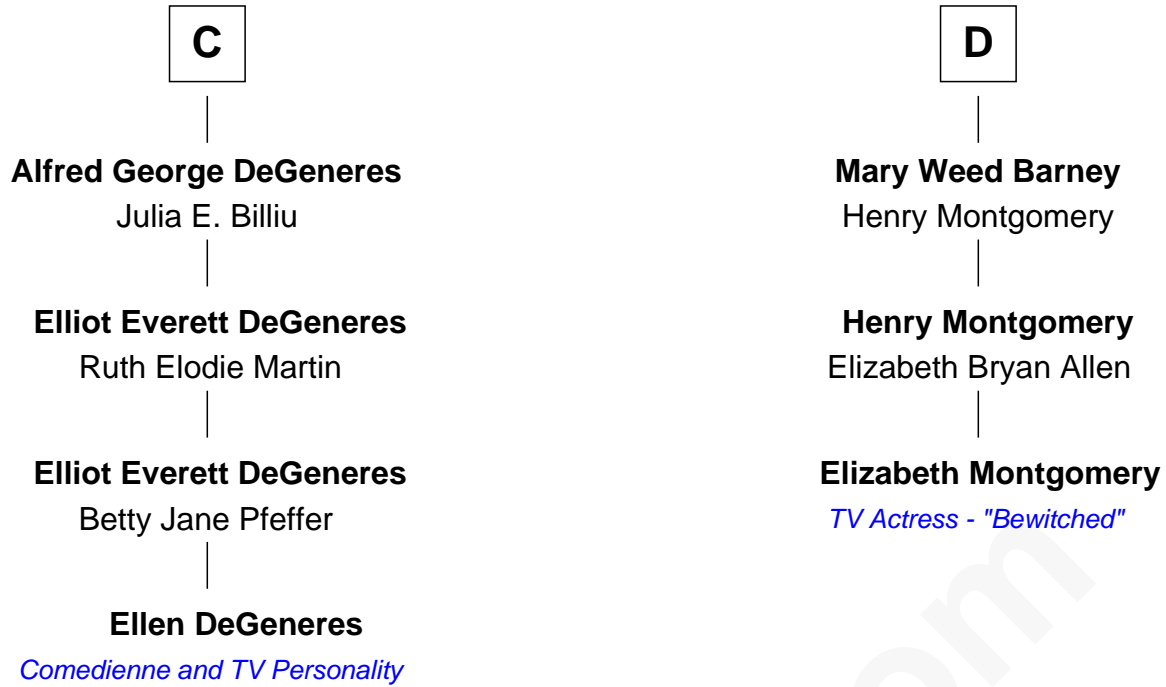 C
Alfred George DeGeneres
Julia E. Billiu
Elliot Everett DeGeneres
Ruth Elodie Martin
Elliot Everett DeGeneres
Betty Jane Pfeffer
Ellen DeGeneres
Comedienne and TV Personality
D
Mary Weed Barney
Henry Montgomery
Henry Montgomery
Elizabeth Bryan Allen
Elizabeth Montgomery
TV Actress - "Bewitched"
om